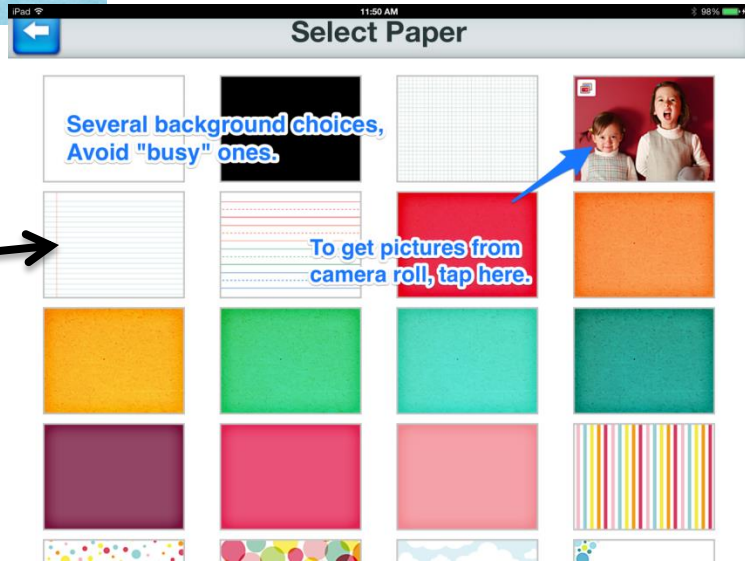 iPad 11:50 AM 98%
Select Paper
Several background choices,
Avoid "busy" ones.
To get pictures from
camera roll, tap here.